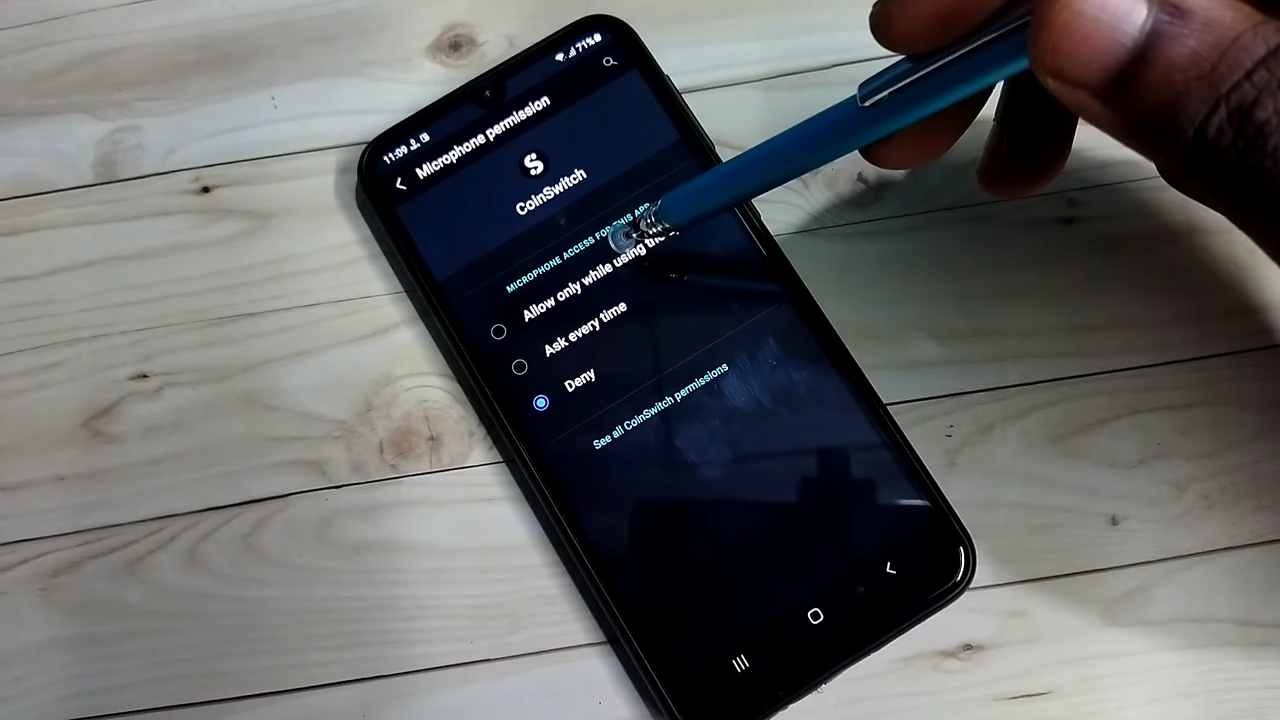 11:09
71%
Microphone permission
CoinSwitch
MICROPHONE ACCESS FOR THIS APP
Allow only while using the
Ask every time
Deny
See all CoinSwitch permissions